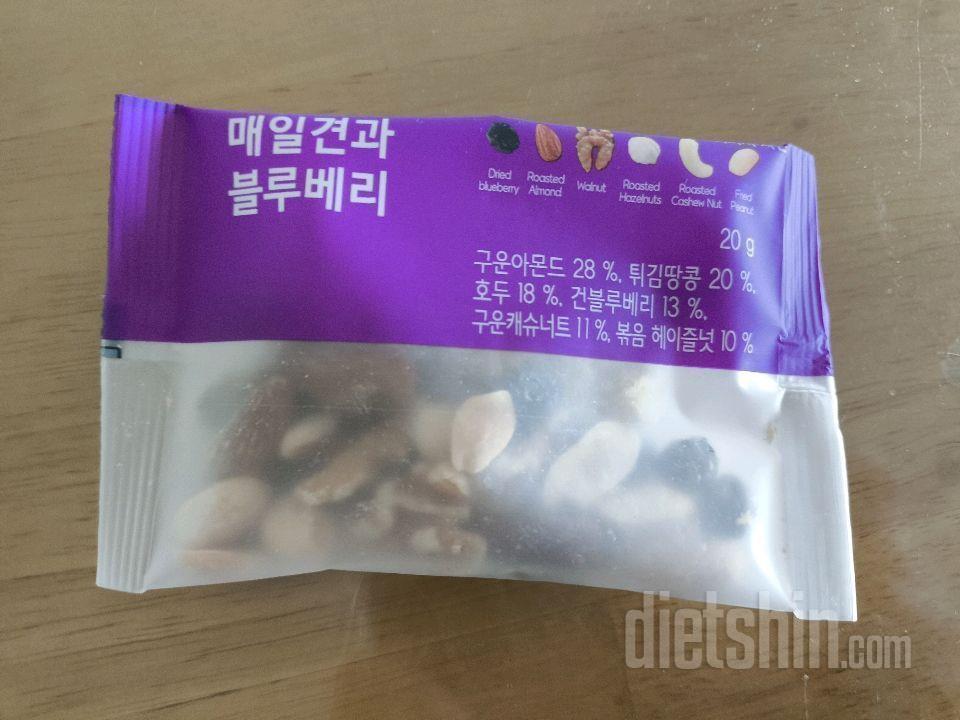 매일견과
블루베리
Dried blueberry
Roasted Almond
Walnut
Roasted Hazelnuts
Roasted Cashew Nut
Fried Peanut
20 g
구운아몬드 28 %, 튀김땅콩 20 %,
호두 18 %, 건블루베리 13 %,
구운캐슈너트 11 %, 볶음 헤이즐넛 10 %
dietshin.com